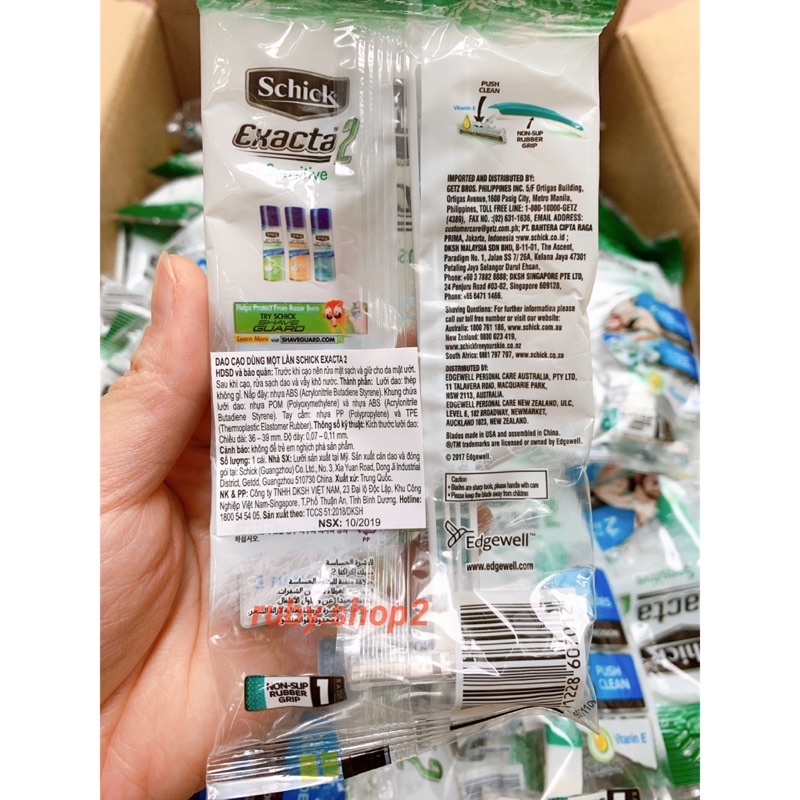 Schick
Exacta 2
Sensitive
Helps Protect From Razor Burn
TRY SCHICK
SHAVE
GUARD
Learn More visit SHAVEGUARD.COM
DAO CẠO DÙNG MỘT LẦN SCHICK EXACTA 2
HDSD và bảo quản: Trước khi cạo nên rửa mặt sạch và giữ cho da mặt ướt.
Sau khi cạo, rửa sạch dao và vẩy khô nước. Thành phần: Lưỡi dao: thép
không gỉ. Nắp đậy: nhựa ABS (Acrylonitrile Butadiene Styrene). Khung chứa
lưỡi dao: nhựa POM (Polyoxymethylene) và nhựa ABS (Acrylonitrile
Butadiene Styrene). Tay cầm: nhựa PP (Polypropylene) và TPE
(Thermoplastic Elastomer Rubber). Thông số kỹ thuật: Kích thước lưỡi dao:
Chiều dài: 36 – 39 mm. Độ dày: 0,07 – 0,11 mm.
Cảnh báo: không để trẻ em nghịch phá sản phẩm.
Số lượng: 1 cái. Nhà SX: Lưỡi sản xuất tại Mỹ. Sản xuất cán dao và đóng
gói tại: Schick (Guangzhou) Co. Ltd., No. 3, Xia Yuan Road, Dong Ji Industrial
District, Getdd, Guangzhou 510730 China. Xuất xứ: Trung Quốc.
NK & PP: Công ty TNHH DKSH VIỆT NAM, 23 Đại lộ Độc Lập, Khu Công
Nghiệp Việt Nam-Singapore, T.Phố Thuận An, Tỉnh Bình Dương. Hotline:
1800 54 54 05. Sản xuất theo: TCCS 51:2018/DKSH
NSX: 10/2019
하십시오.
PP
ruby shop2
NON-SLIP
RUBBER
GRIP
1
PUSH
CLEAN
Vitamin E
NON-SLIP
RUBBER
GRIP
IMPORTED AND DISTRIBUTED BY:
GETZ BROS. PHILIPPINES INC. 5/F Ortigas Building,
Ortigas Avenue,1600 Pasig City, Metro Manila,
Philippines, TOLL FREE LINE: 1-800-10000-GETZ
(4389), FAX NO.:(02) 631-1636, EMAIL ADDRESS:
customercare@getz.com.ph; PT. BAHTERA CIPTA RAGA
PRIMA, Jakarta, Indonesia www.schick.co.id ;
DKSH MALAYSIA SDN BHD, B-11-01, The Ascent,
Paradigm No. 1, Jalan SS 7/ 26A, Kelana Jaya 47301
Petaling Jaya Selangor Darul Ehsan,
Phone: +60 3 7882 8888; DKSH SINGAPORE PTE LTD,
24 Penjuru Road #03-02, Singapore 609128,
Phone: +55 6471 1466.
Shaving Questions: For further information please
call our toll free number or visit our website:
Australia: 1800 761 186, www.schick.com.au
New Zealand: 0800 023 419,
www.schickfreeyourskin.co.nz
South Africa: 0861 797 797, www.schick.co.za
DISTRIBUTED BY:
EDGEWELL PERSONAL CARE AUSTRALIA, PTY LTD,
11 TALAVERA ROAD, MACQUARIE PARK,
NSW 2113, AUSTRALIA.
EDGEWELL PERSONAL CARE NEW ZEALAND, ULC,
LEVEL 6, 182 BROADWAY, NEWMARKET,
AUCKLAND 1023, NEW ZEALAND.
Blades made in USA and assembled in China.
®/TM trademarks are licensed or owned by Edgewell.
© 2017 Edgewell.
Caution
• Blades are sharp tools, please handle with care
• Please keep the blade away from children
Edgewell™
www.edgewell.com
Exacta
Schick
PUSH
CLEAN
Vitamin E